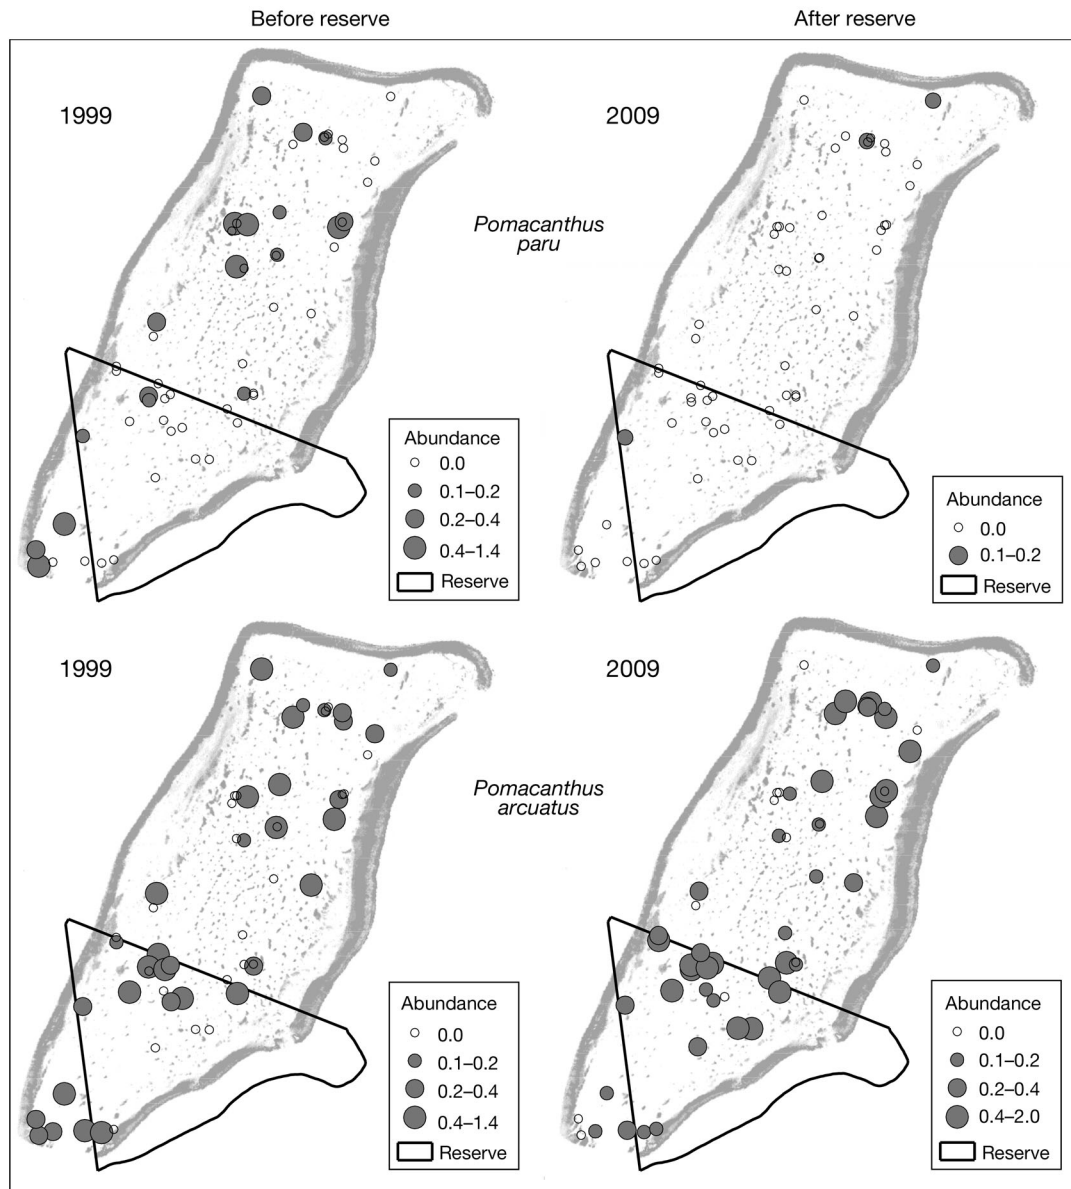 Before reserve
After reserve
1999
2009
Pomacanthus
paru
Abundance
0.0
0.1–0.2
0.2–0.4
0.4–1.4
Reserve
Abundance
0.0
0.1–0.2
Reserve
1999
2009
Pomacanthus
arcuatus
Abundance
0.0
0.1–0.2
0.2–0.4
0.4–1.4
Reserve
Abundance
0.0
0.1–0.2
0.2–0.4
0.4–2.0
Reserve